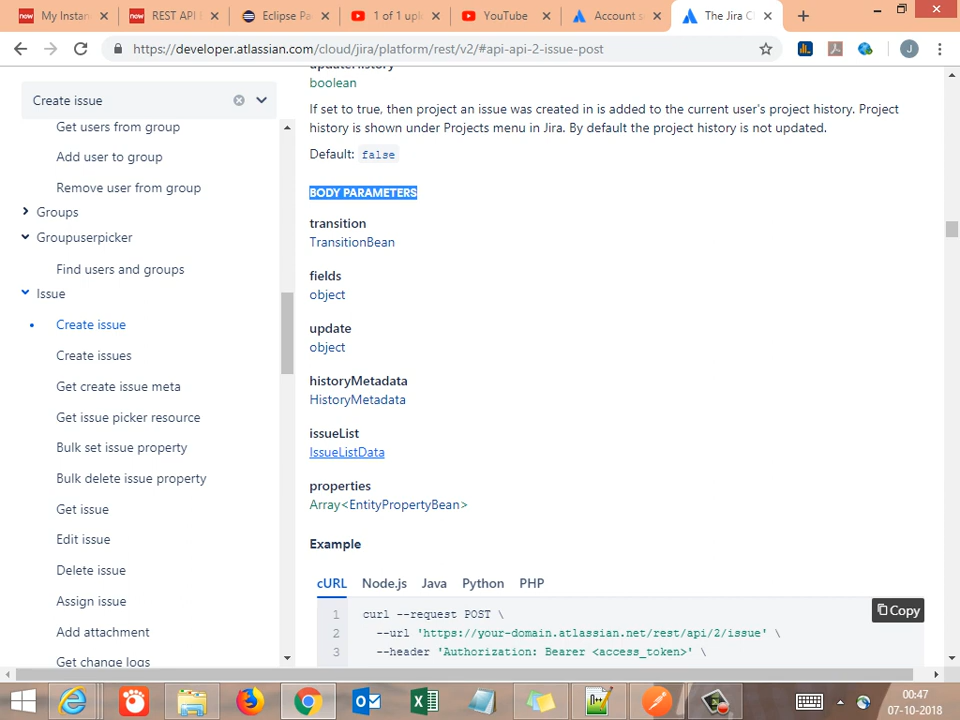 My Instan
REST API
Eclipse Pa
1 of 1 uplo
YouTube
Account s
The Jira C
https://developer.atlassian.com/cloud/jira/platform/rest/v2/#api-api-2-issue-post
J
Create issue
Get users from group
Add user to group
Remove user from group
Groups
Groupuserpicker
Find users and groups
Issue
Create issue
Create issues
Get create issue meta
Get issue picker resource
Bulk set issue property
Bulk delete issue property
Get issue
Edit issue
Delete issue
Assign issue
Add attachment
Get change logs
updateHistory
boolean
If set to true, then project an issue was created in is added to the current user's project history. Project
history is shown under Projects menu in Jira. By default the project history is not updated.
Default: false
BODY PARAMETERS
transition
TransitionBean
fields
object
update
object
historyMetadata
HistoryMetadata
issueList
IssueListData
properties
Array<EntityPropertyBean>
Example
cURL Node.js Java Python PHP
Copy
1 curl --request POST \
2 --url 'https://your-domain.atlassian.net/rest/api/2/issue' \
3 --header 'Authorization: Bearer <access_token>' \
00:47
07-10-2018